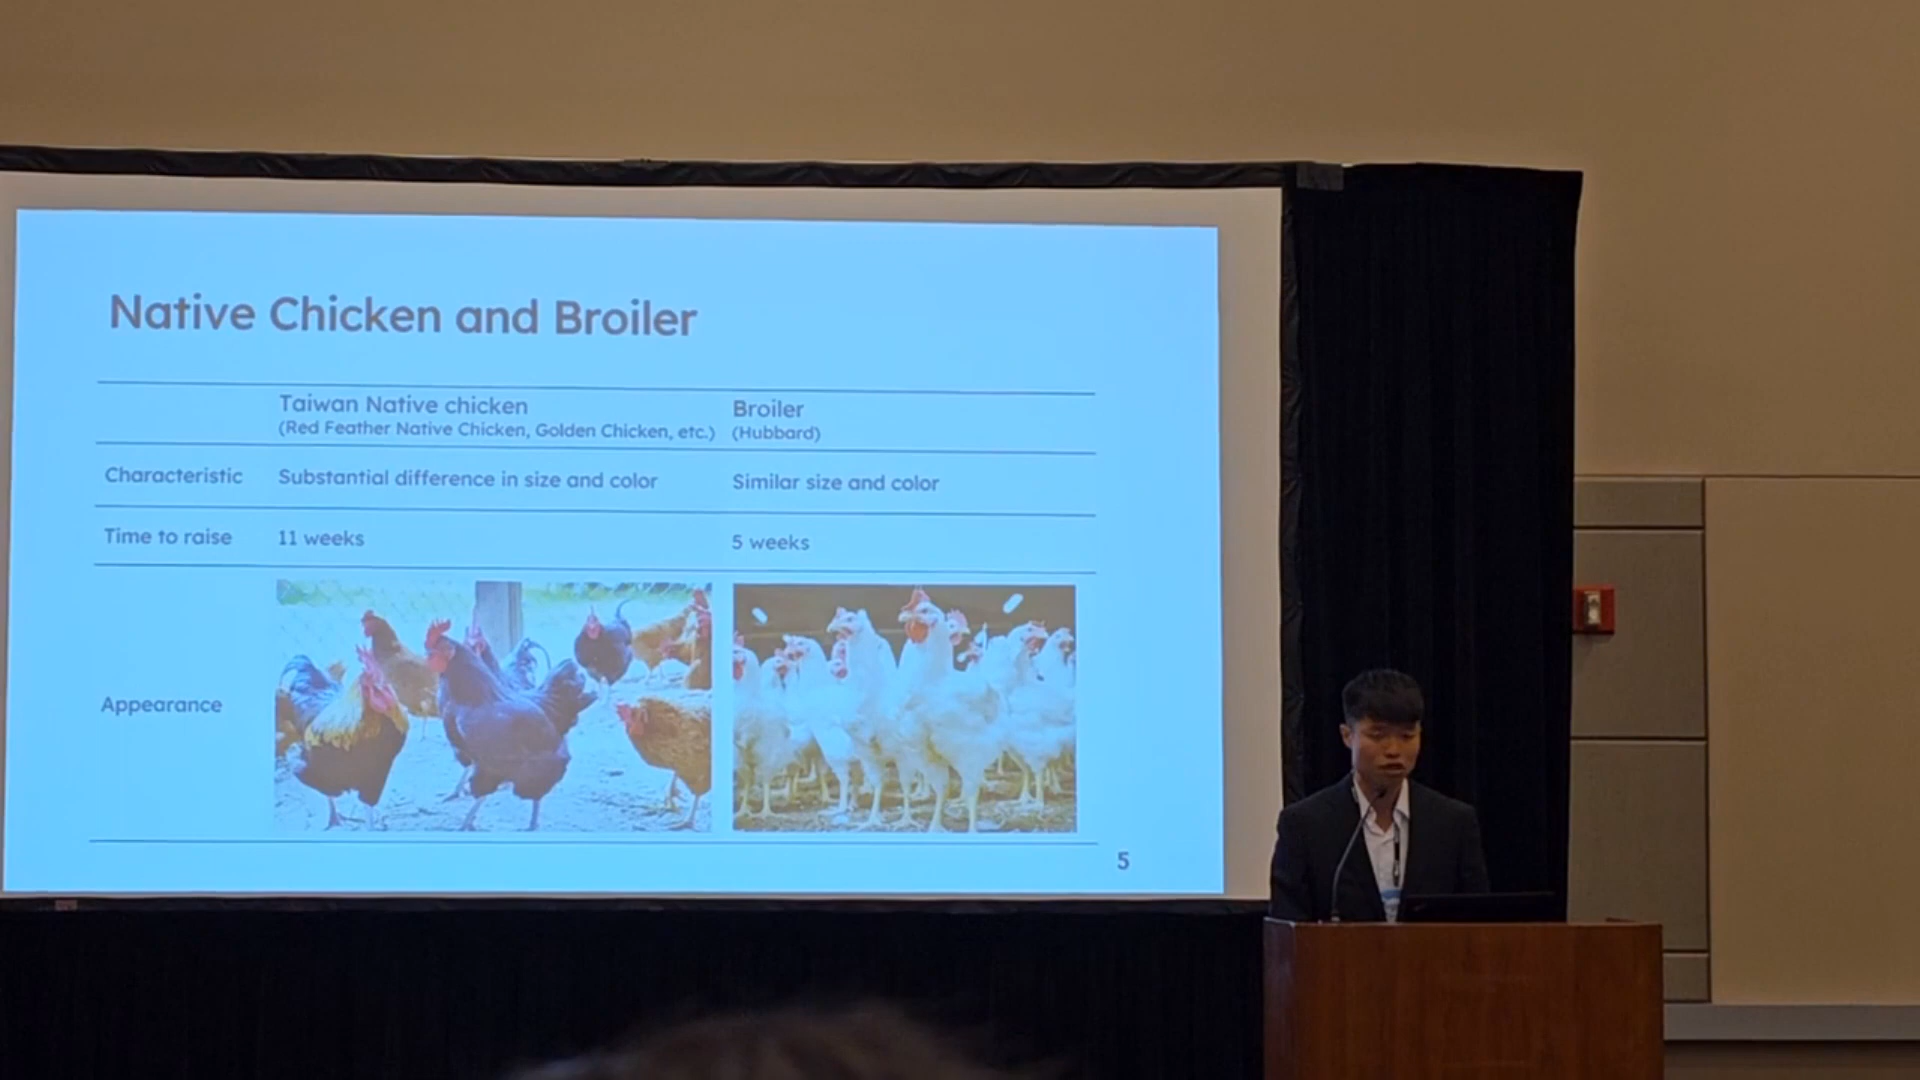 Native Chicken and Broiler
Taiwan Native chicken
(Red Feather Native Chicken, Golden Chicken, etc.)
Broiler
(Hubbard)
Characteristic
Substantial difference in size and color
Similar size and color
Time to raise
11 weeks
5 weeks
Appearance
5